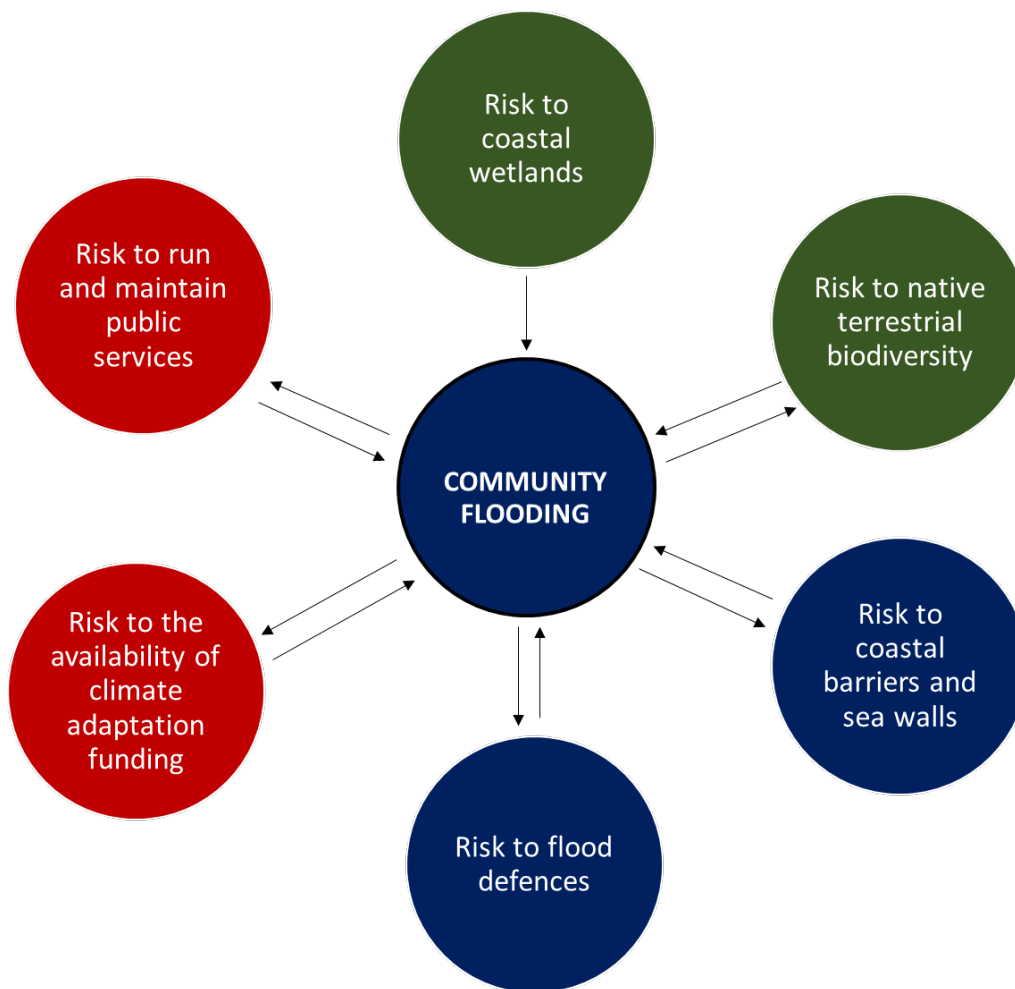 Risk to
coastal
wetlands
Risk to run
and maintain
public
services
Risk to native
terrestrial
biodiversity
COMMUNITY
FLOODING
Risk to the
availability of
climate
adaptation
funding
Risk to
coastal
barriers and
sea walls
Risk to flood
defences